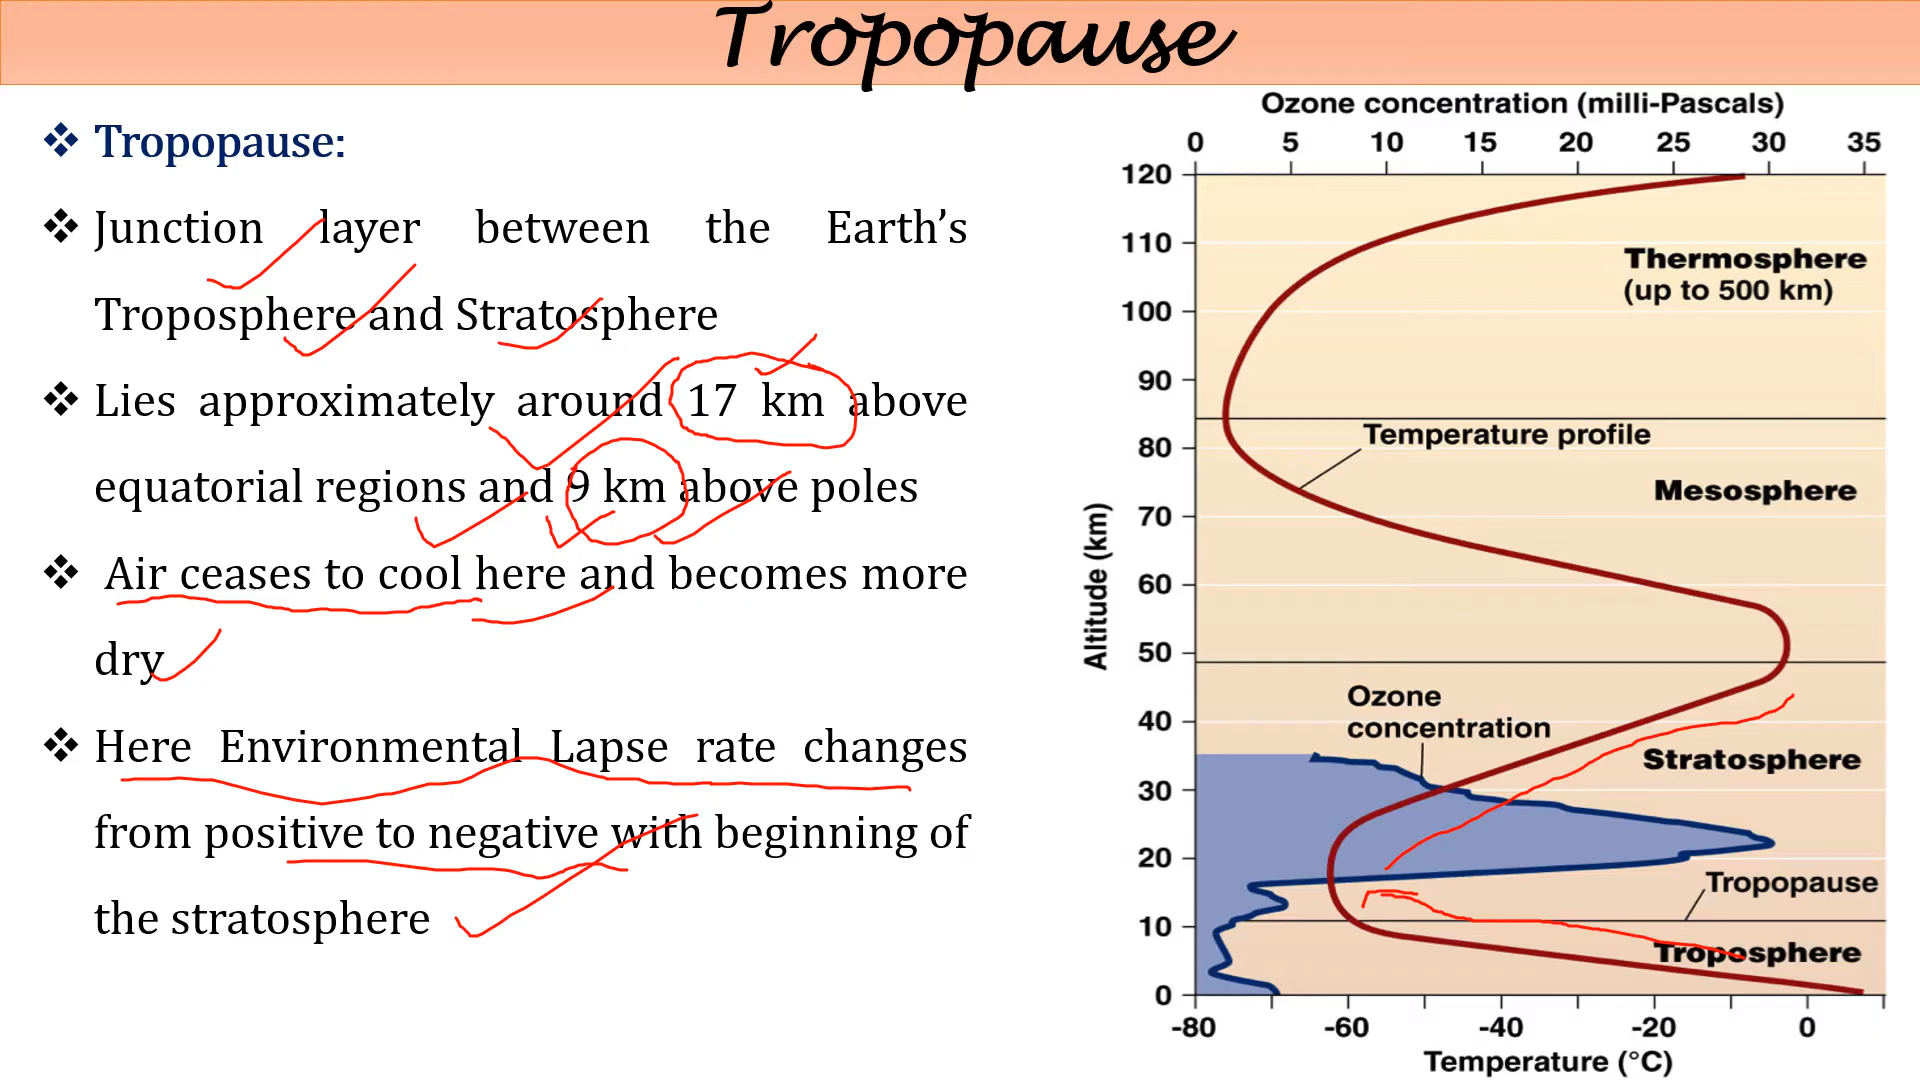 Tropopause
❖ Tropopause:
❖ Junction layer between the Earth’s
Troposphere and Stratosphere
❖ Lies approximately around 17 km above
equatorial regions and 9 km above poles
❖ Air ceases to cool here and becomes more
dry
❖ Here Environmental Lapse rate changes
from positive to negative with beginning of
the stratosphere
Ozone concentration (milli-Pascals)
0 5 10 15 20 25 30 35
120
110
Thermosphere
(up to 500 km)
100
90
80
Temperature profile
Mesosphere
70
60
50
Altitude (km)
Ozone
concentration
40
Stratosphere
30
20
Tropopause
10
Troposphere
0
-80 -60 -40 -20 0
Temperature (°C)